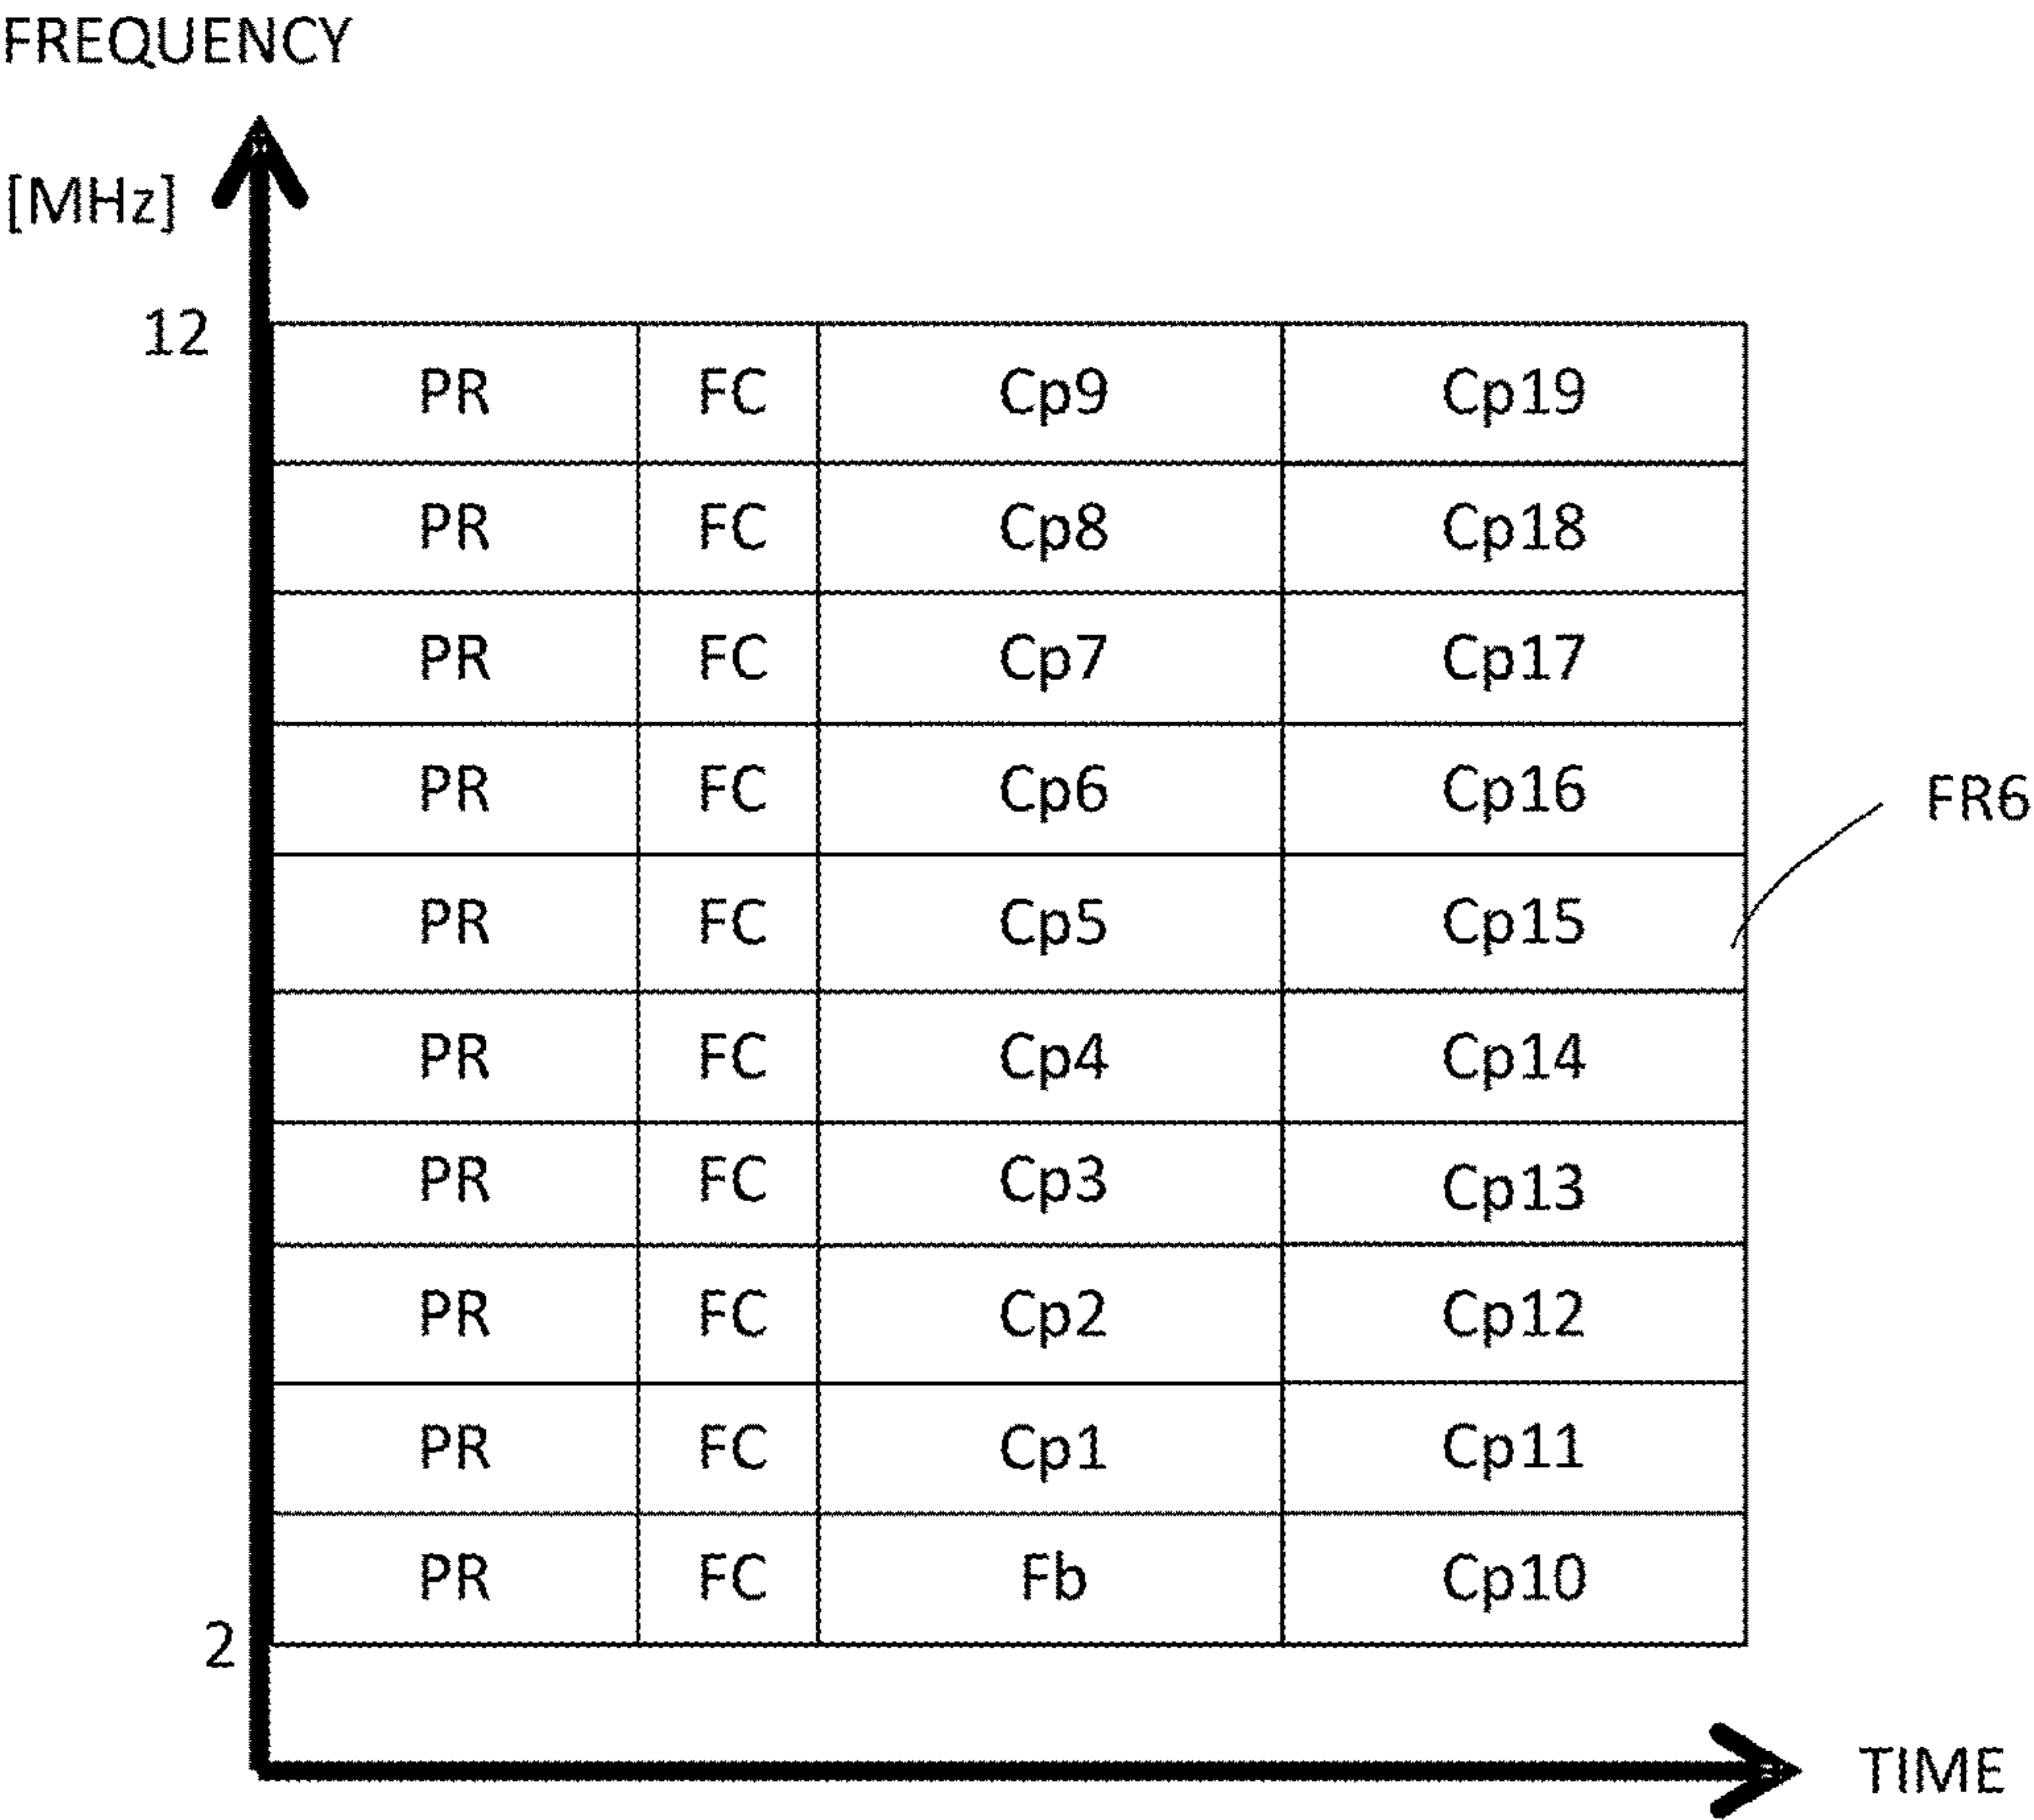 FREQUENCY
[MHz]
12
PR FC Cp9 Cp19
PR FC Cp8 Cp18
PR FC Cp7 Cp17
PR FC Cp6 Cp16
FR6
PR FC Cp5 Cp15
PR FC Cp4 Cp14
PR FC Cp3 Cp13
PR FC Cp2 Cp12
PR FC Cp1 Cp11
PR FC Fb Cp10
2
TIME